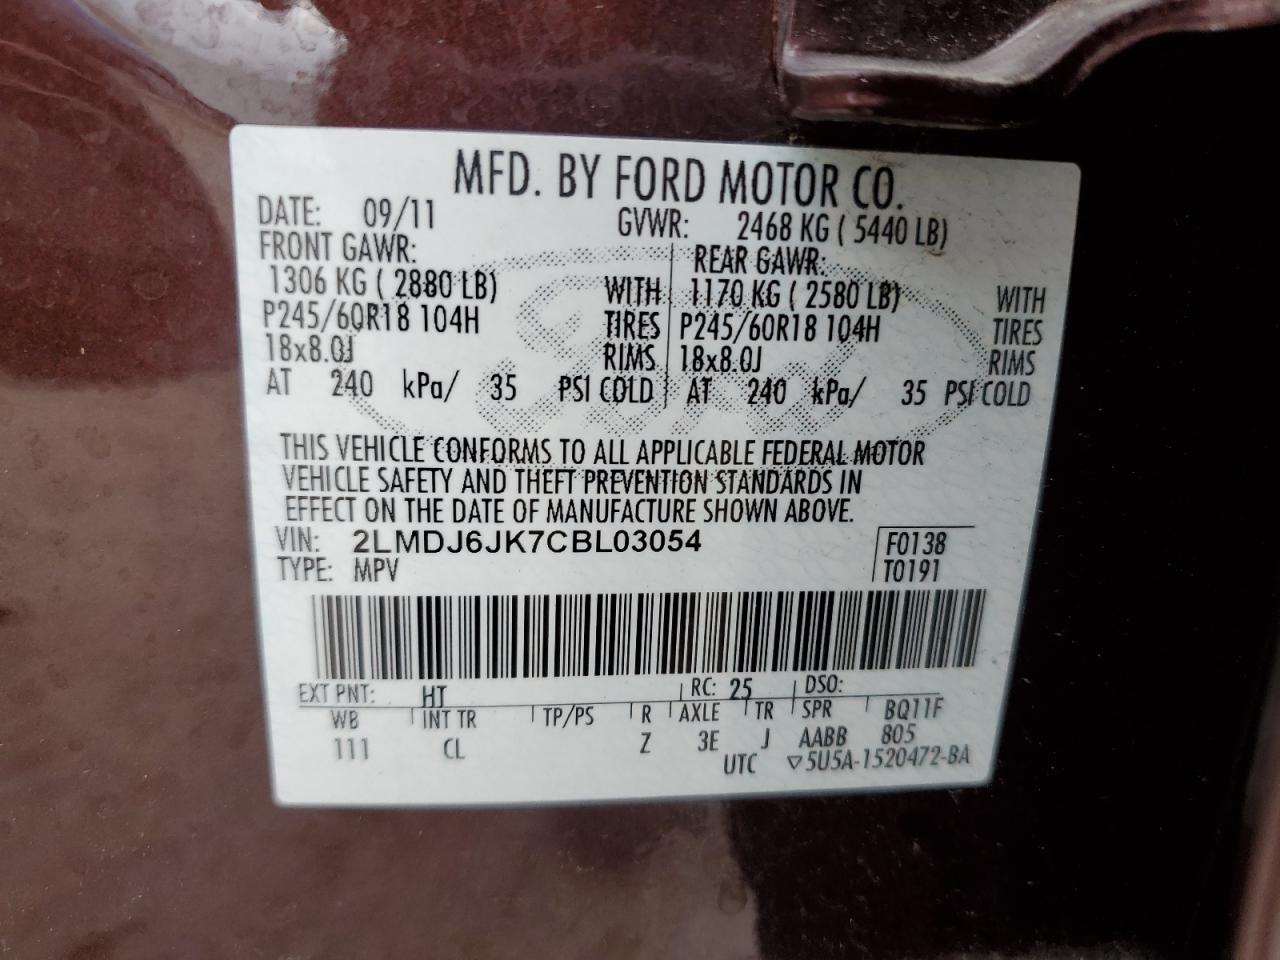 MFD. BY FORD MOTOR CO.
DATE: 09/11 GVWR: 2468 KG ( 5440 LB)
FRONT GAWR: REAR GAWR:
1306 KG ( 2880 LB) WITH 1170 KG ( 2580 LB) WITH
P245/60R18 104H TIRES P245/60R18 104H TIRES
18x8.0J RIMS 18x8.0J RIMS
AT 240 kPa/ 35 PSI COLD AT 240 kPa/ 35 PSI COLD
THIS VEHICLE CONFORMS TO ALL APPLICABLE FEDERAL MOTOR
VEHICLE SAFETY AND THEFT PREVENTION STANDARDS IN
EFFECT ON THE DATE OF MANUFACTURE SHOWN ABOVE.
VIN: 2LMDJ6JK7CBL03054 F0138
TYPE: MPV T0191
EXT PNT: HT RC: 25 DSO:
WB INT TR TP/PS R AXLE TR SPR BQ11F
111 CL Z 3E J AABB 805
UTC ▽5U5A-1520472-BA
Ford